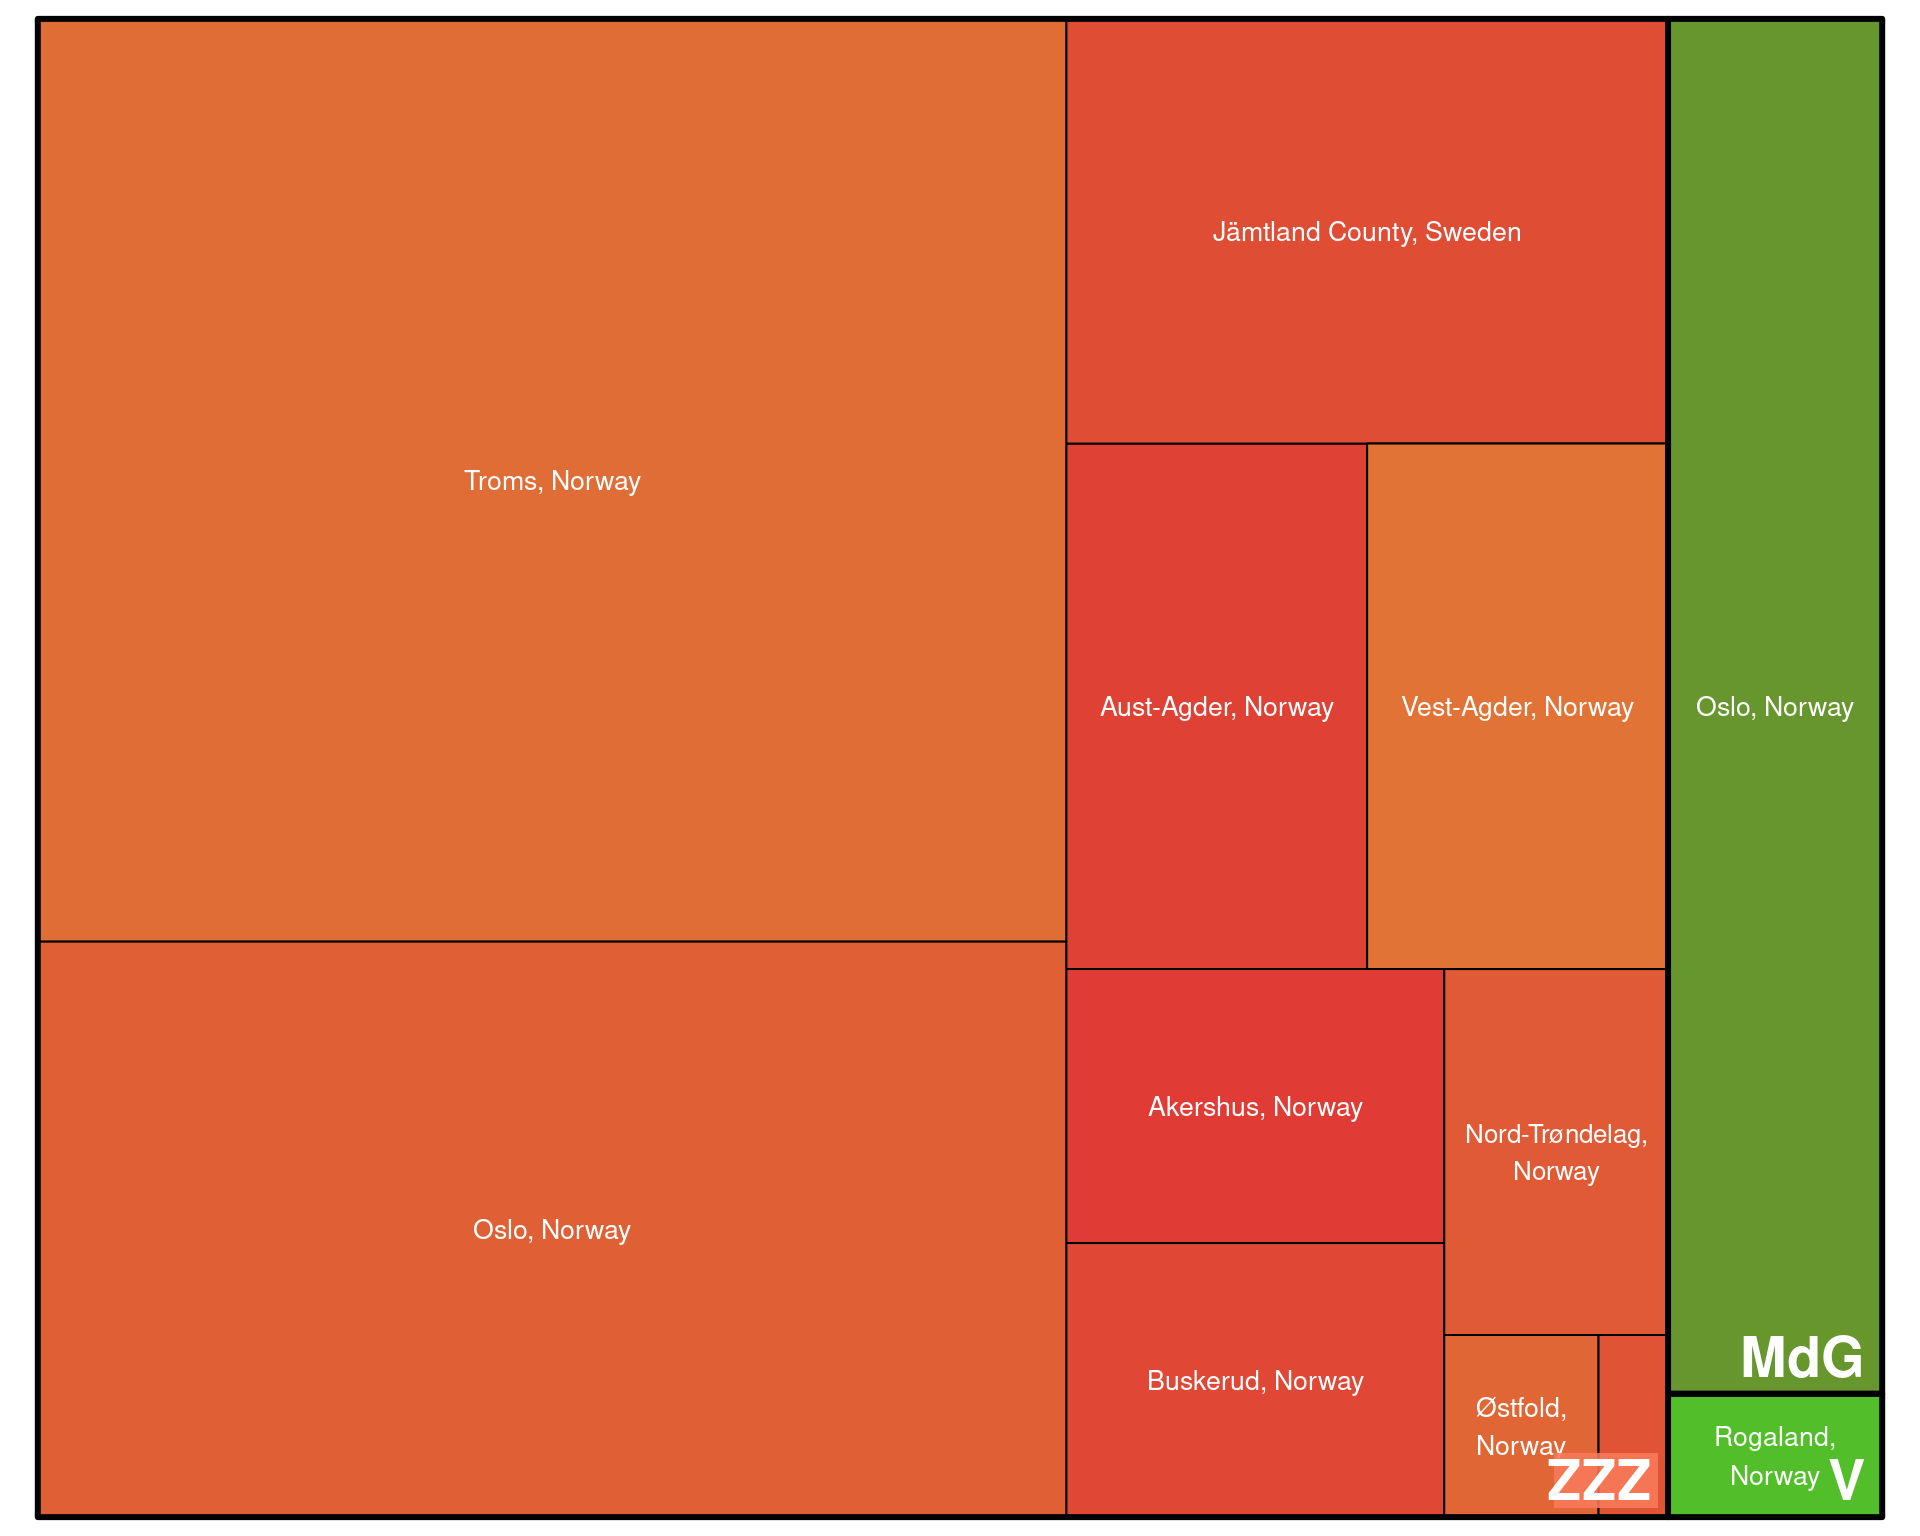 Troms, Norway
Oslo, Norway
Jämtland County, Sweden
Aust-Agder, Norway
Vest-Agder, Norway
Akershus, Norway
Buskerud, Norway
Nord-Trøndelag,
Norway
Østfold,
Norway
ZZZ
Oslo, Norway
MdG
Rogaland,
Norway
V